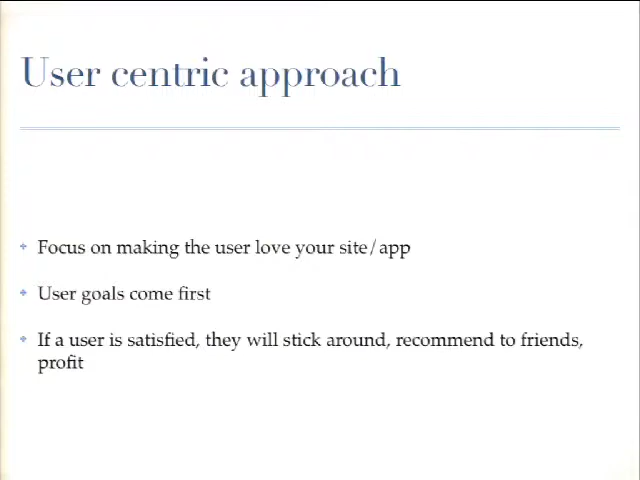 User centric approach
Focus on making the user love your site/app
User goals come first
If a user is satisfied, they will stick around, recommend to friends,
profit